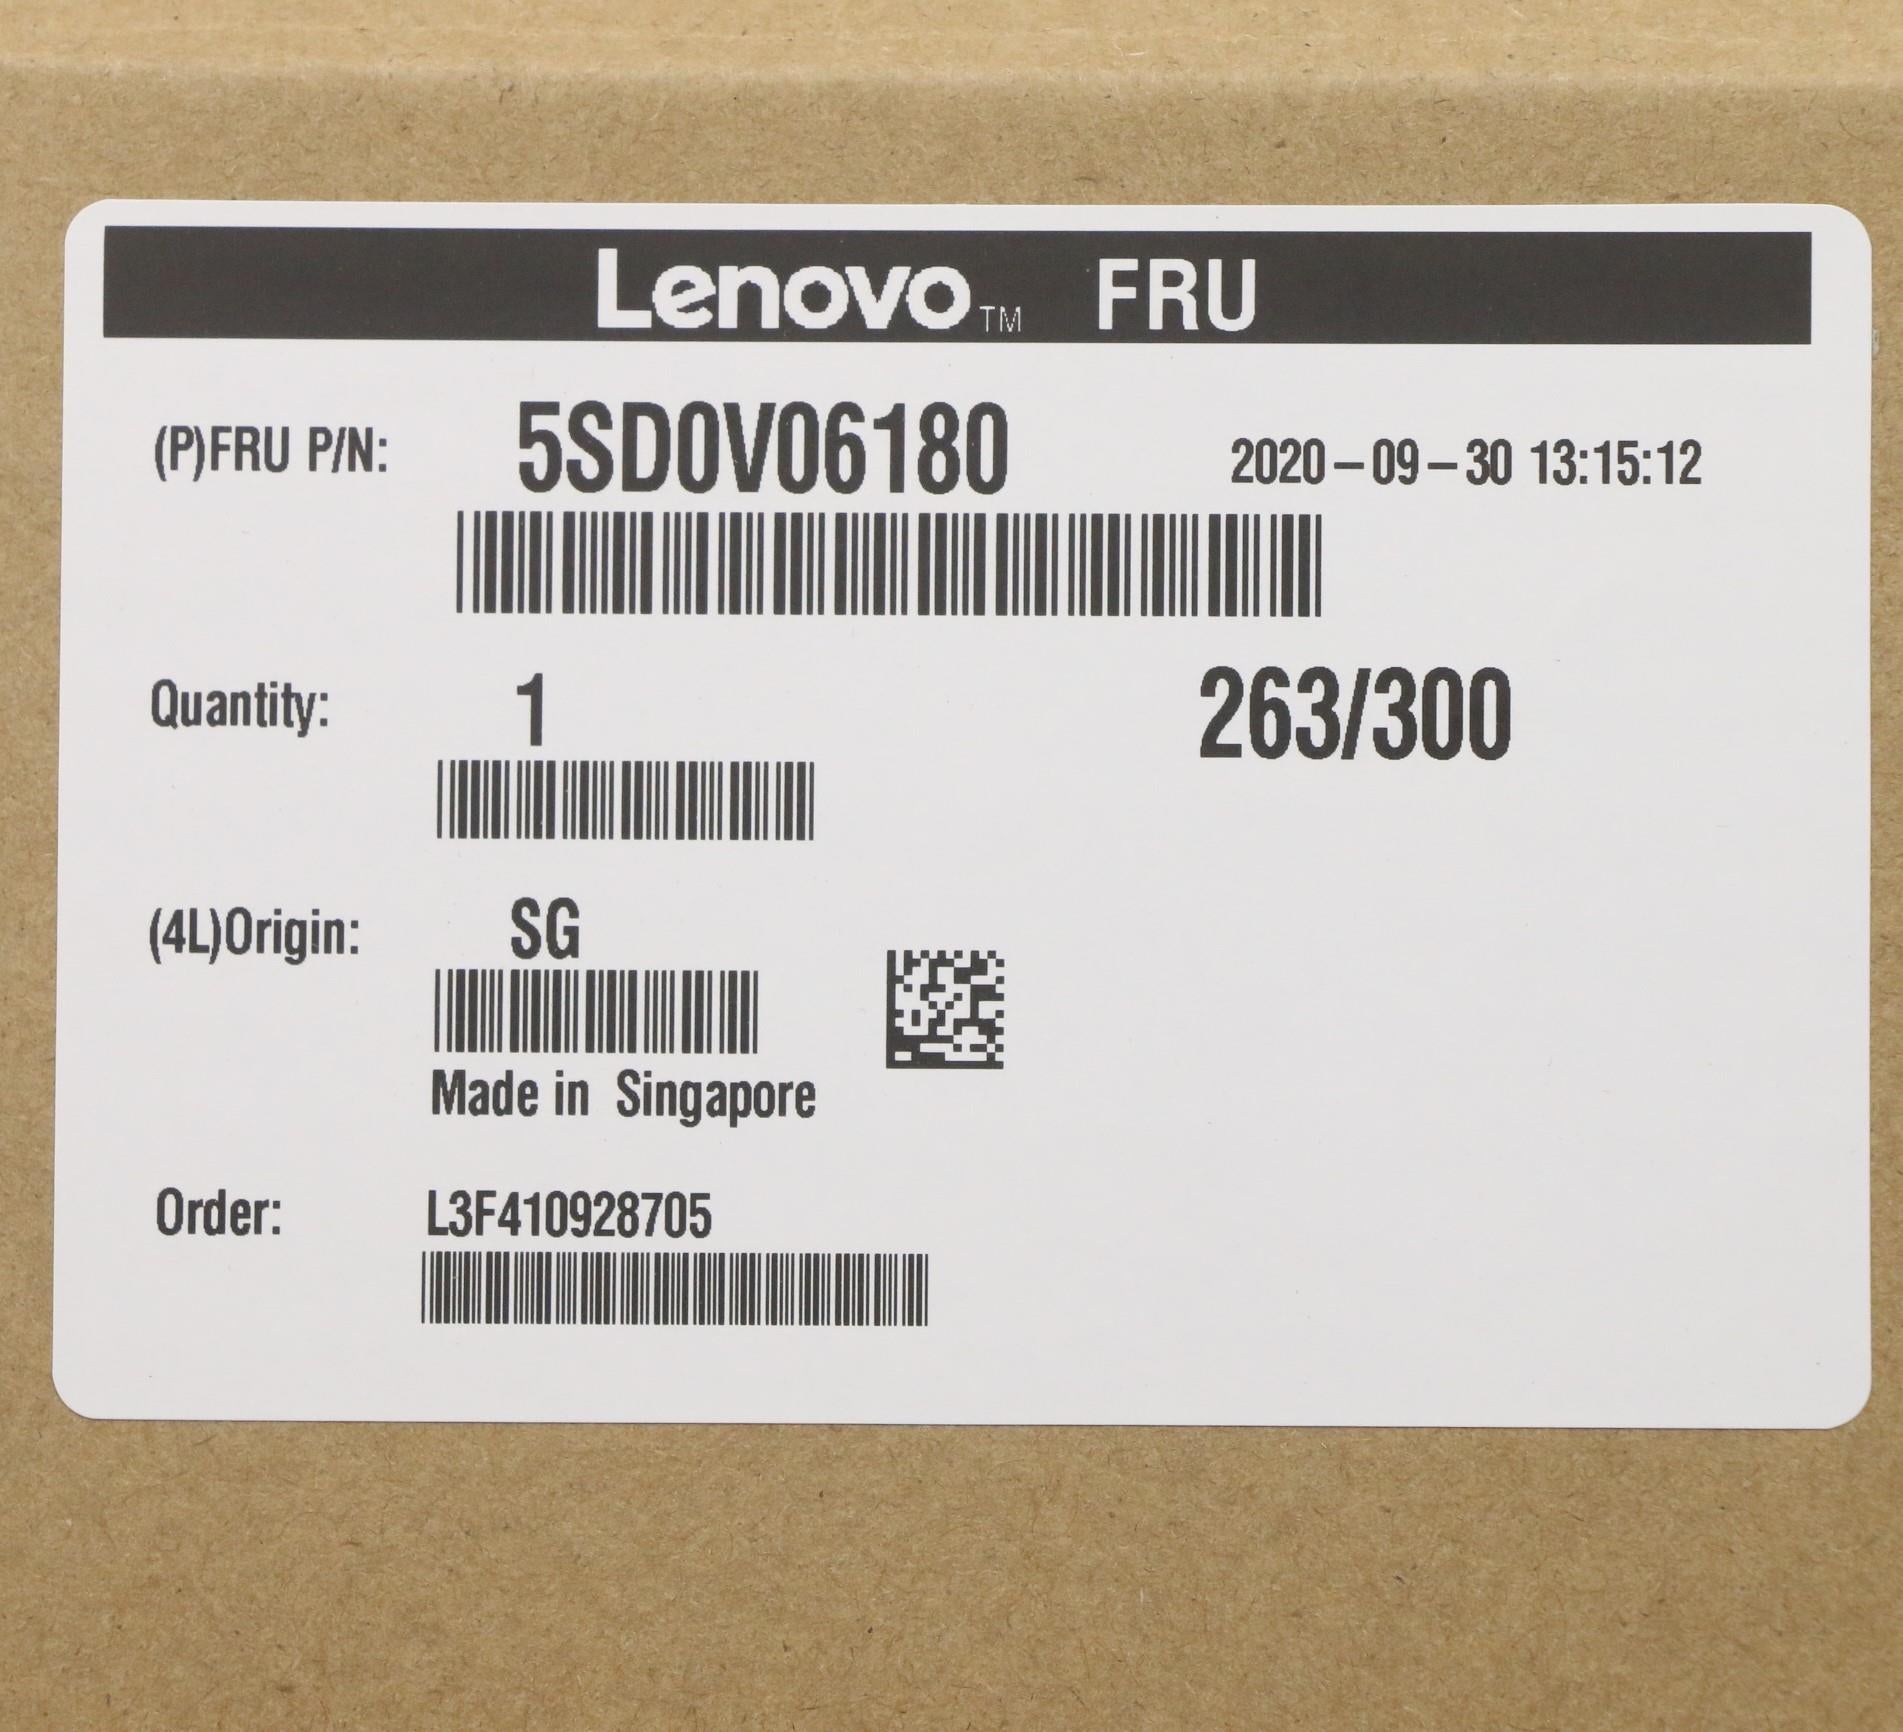 Lenovo™ FRU
(P)FRU P/N: 5SD0V06180 2020-09-30 13:15:12
Quantity: 1 263/300
(4L)Origin: SG
Made in Singapore
Order: L3F410928705